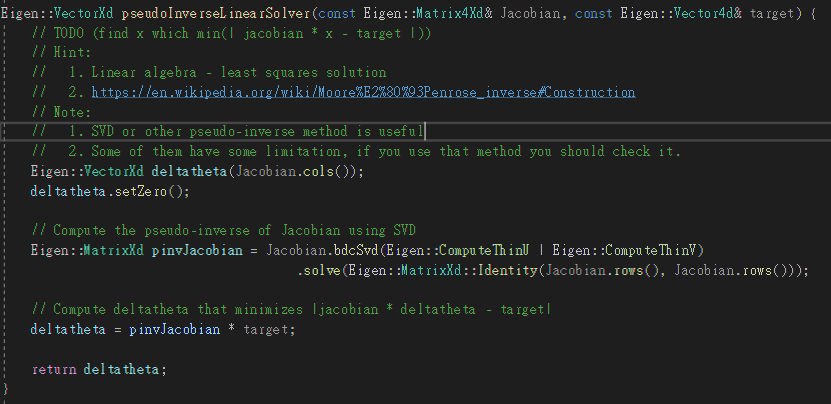 Eigen::VectorXd pseudoInverseLinearSolver(const Eigen::Matrix4Xd& Jacobian, const Eigen::Vector4d& target) {
// TODO (find x which min(| jacobian * x - target |))
// Hint:
//   1. Linear algebra - least squares solution
//   2. https://en.wikipedia.org/wiki/Moore%E2%80%93Penrose_inverse#Construction
// Note:
//   1. SVD or other pseudo-inverse method is useful
//   2. Some of them have some limitation, if you use that method you should check it.
Eigen::VectorXd deltatheta(Jacobian.cols());
deltatheta.setZero();
// Compute the pseudo-inverse of Jacobian using SVD
Eigen::MatrixXd pinvJacobian = Jacobian.bdcSvd(Eigen::ComputeThinU | Eigen::ComputeThinV)
.solve(Eigen::MatrixXd::Identity(Jacobian.rows(), Jacobian.rows()));
// Compute deltatheta that minimizes |jacobian * deltatheta - target|
deltatheta = pinvJacobian * target;
return deltatheta;
}